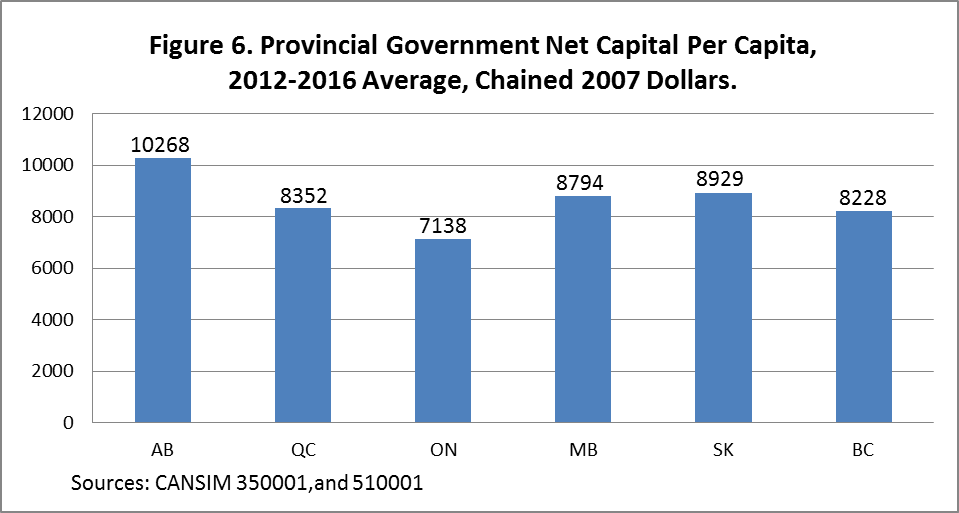 Figure 6. Provincial Government Net Capital Per Capita,
2012-2016 Average, Chained 2007 Dollars.
12000
10000
8000
6000
4000
2000
0
10268
8352
7138
8794
8929
8228
AB
QC
ON
MB
SK
BC
Sources: CANSIM 350001,and 510001